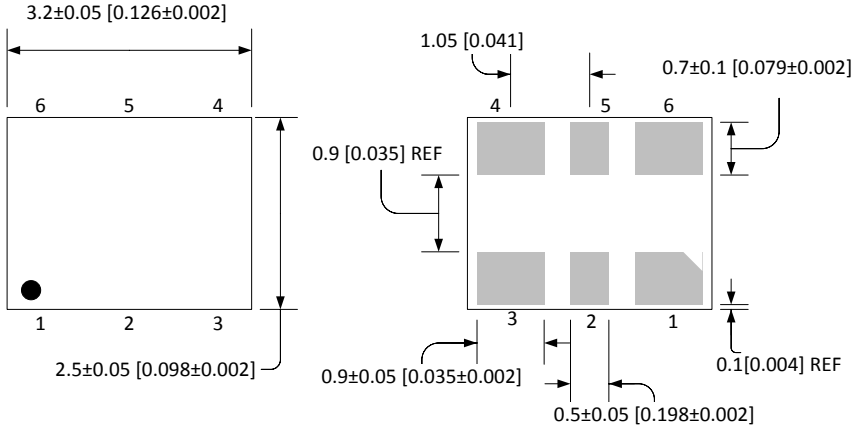 3.2±0.05 [0.126±0.002]
1.05 [0.041]
0.7±0.1 [0.079±0.002]
6 5 4
4 5 6
0.9 [0.035] REF
1 2 3
3 2 1
2.5±0.05 [0.098±0.002]
0.9±0.05 [0.035±0.002]
0.1[0.004] REF
0.5±0.05 [0.198±0.002]